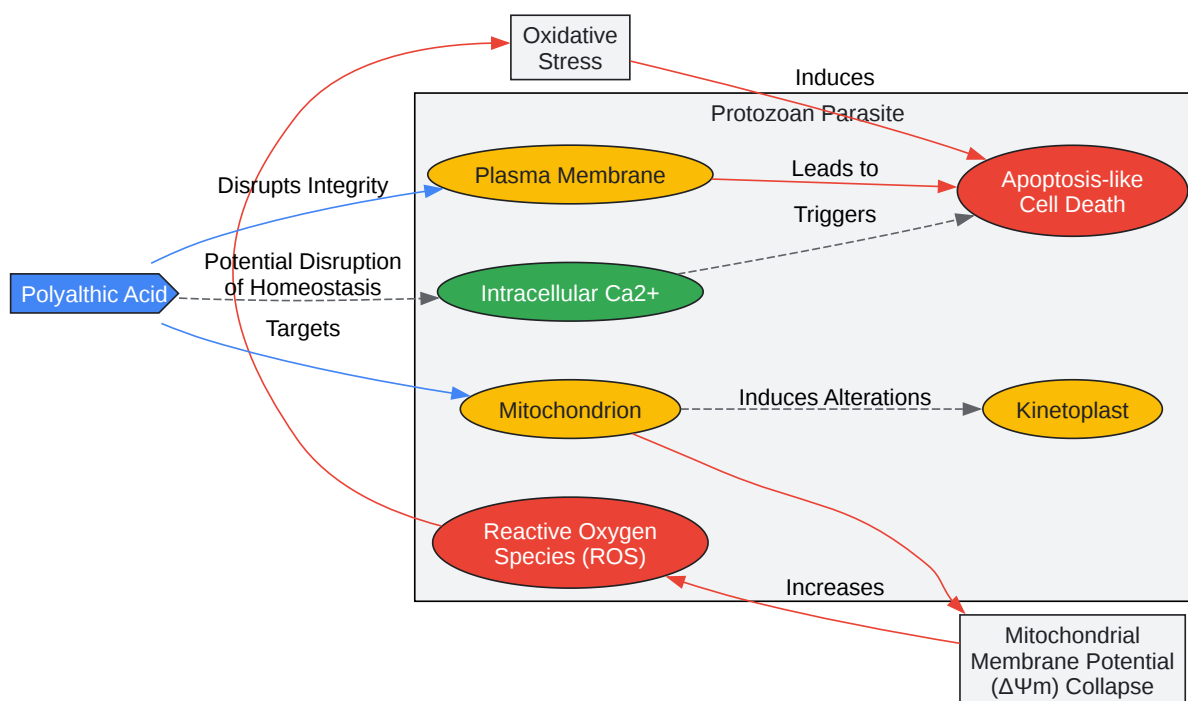 Oxidative
Stress
Induces
Protozoan Parasite
Disrupts Integrity
Plasma Membrane
Leads to
Apoptosis-like
Cell Death
Triggers
Polyalthic Acid
Potential Disruption
of Homeostasis
Intracellular Ca2+
Targets
Mitochondrion
Induces Alterations
Kinetoplast
Reactive Oxygen
Species (ROS)
Increases
Mitochondrial
Membrane Potential
(ΔΨm) Collapse